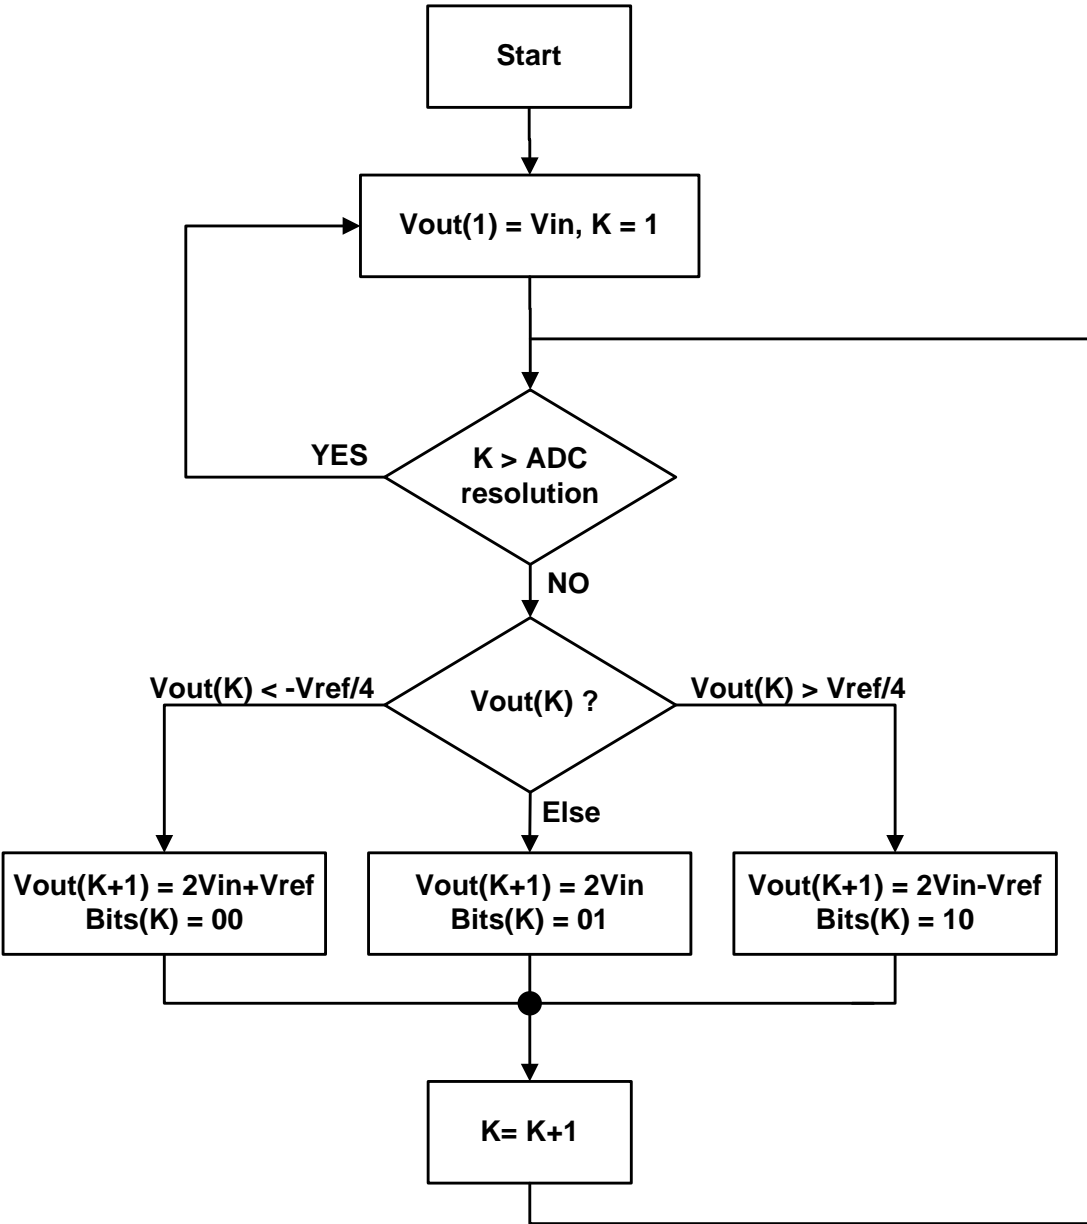 Start
Vout(1) = Vin, K = 1
YES
K > ADC
resolution
NO
Vout(K) < -Vref/4
Vout(K) ?
Vout(K) > Vref/4
Else
Vout(K+1) = 2Vin+Vref
Bits(K) = 00
Vout(K+1) = 2Vin
Bits(K) = 01
Vout(K+1) = 2Vin-Vref
Bits(K) = 10
K= K+1